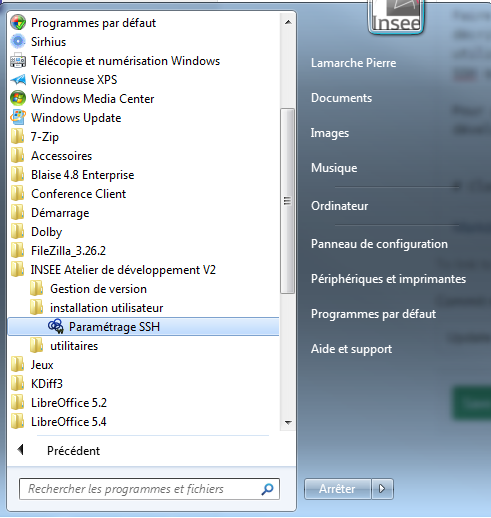 Programmes par défaut
Sirhius
Télécopie et numérisation Windows
Visionneuse XPS
Windows Media Center
Windows Update
7-Zip
Accessoires
Blaise 4.8 Enterprise
Conference Client
Démarrage
Dolby
FileZilla_3.26.2
INSEE Atelier de développement V2
Gestion de version
installation utilisateur
Paramétrage SSH
utilitaires
Jeux
KDiff3
LibreOffice 5.2
LibreOffice 5.4
Précédent
Rechercher les programmes et fichiers
Insee
Lamarche Pierre
Documents
Images
Musique
Ordinateur
Panneau de configuration
Périphériques et imprimantes
Programmes par défaut
Aide et support
Arrêter